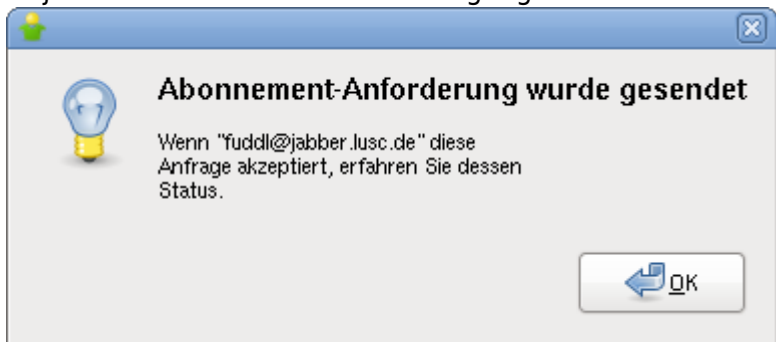 Abonnement-Anforderung wurde gesendet
Wenn "fuddl@jabber.lusc.de" diese
Anfrage akzeptiert, erfahren Sie dessen
Status.
OK